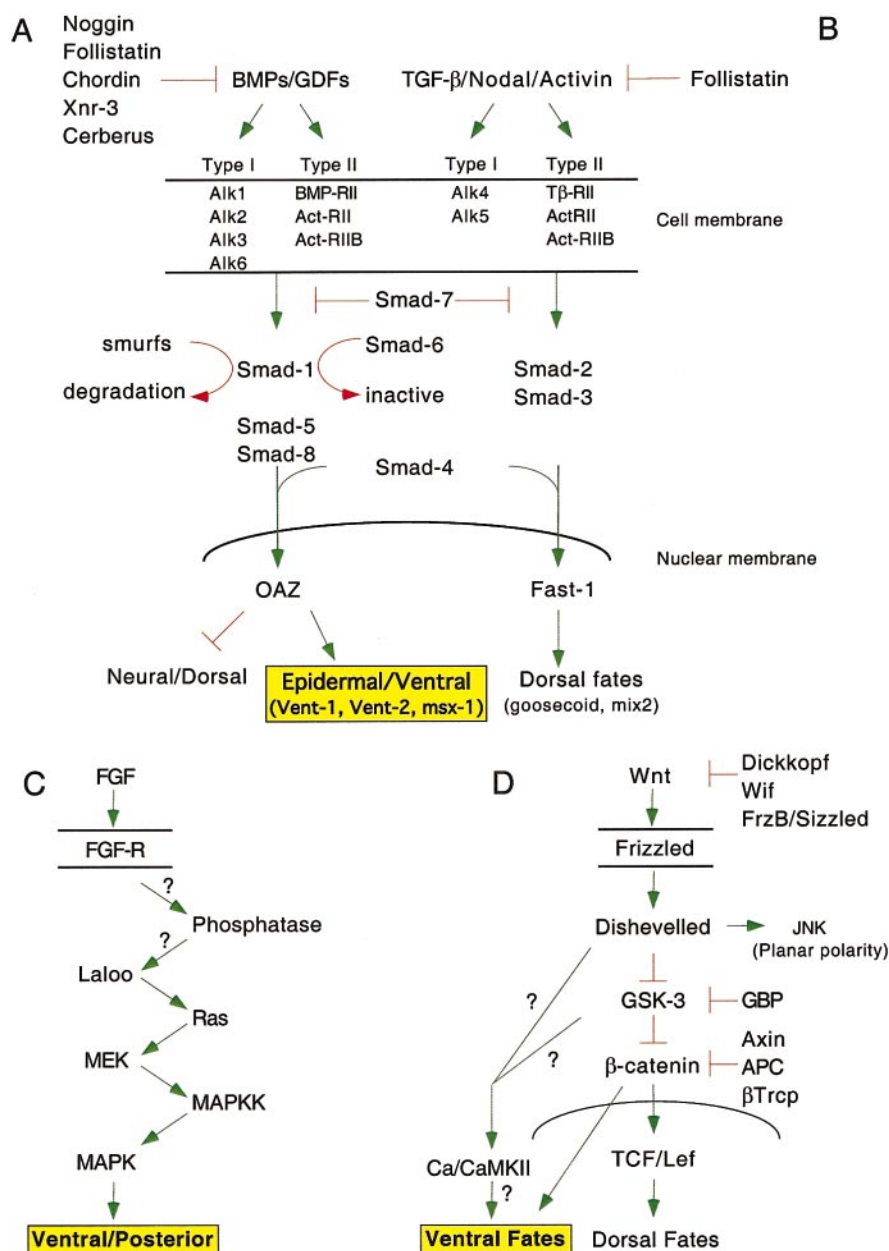 A
B
Noggin
Follistatin
Chordin
Xnr-3
Cerberus
BMPs/GDFs
TGF-β/Nodal/Activin
Follistatin
Type I
Type II
Type I
Type II
Alk1
Alk2
Alk3
Alk6
BMP-RII
Act-RII
Act-RIIB
Alk4
Alk5
Tβ-RII
ActRII
Act-RIIB
Cell membrane
Smad-7
smurfs
degradation
Smad-1
Smad-6
inactive
Smad-2
Smad-3
Smad-5
Smad-8
Smad-4
Nuclear membrane
OAZ
Fast-1
Neural/Dorsal
Epidermal/Ventral
(Vent-1, Vent-2, msx-1)
Dorsal fates
(goosecoid, mix2)
C
FGF
FGF-R
?
Phosphatase
?
Laloo
Ras
MEK
MAPKK
MAPK
Ventral/Posterior
D
Wnt
Dickkopf
Wif
FrzB/Sizzled
Frizzled
Dishevelled
JNK
(Planar polarity)
?
GSK-3
GBP
?
β-catenin
Axin
APC
βTrcp
Ca/CaMKII
?
TCF/Lef
Ventral Fates
Dorsal Fates